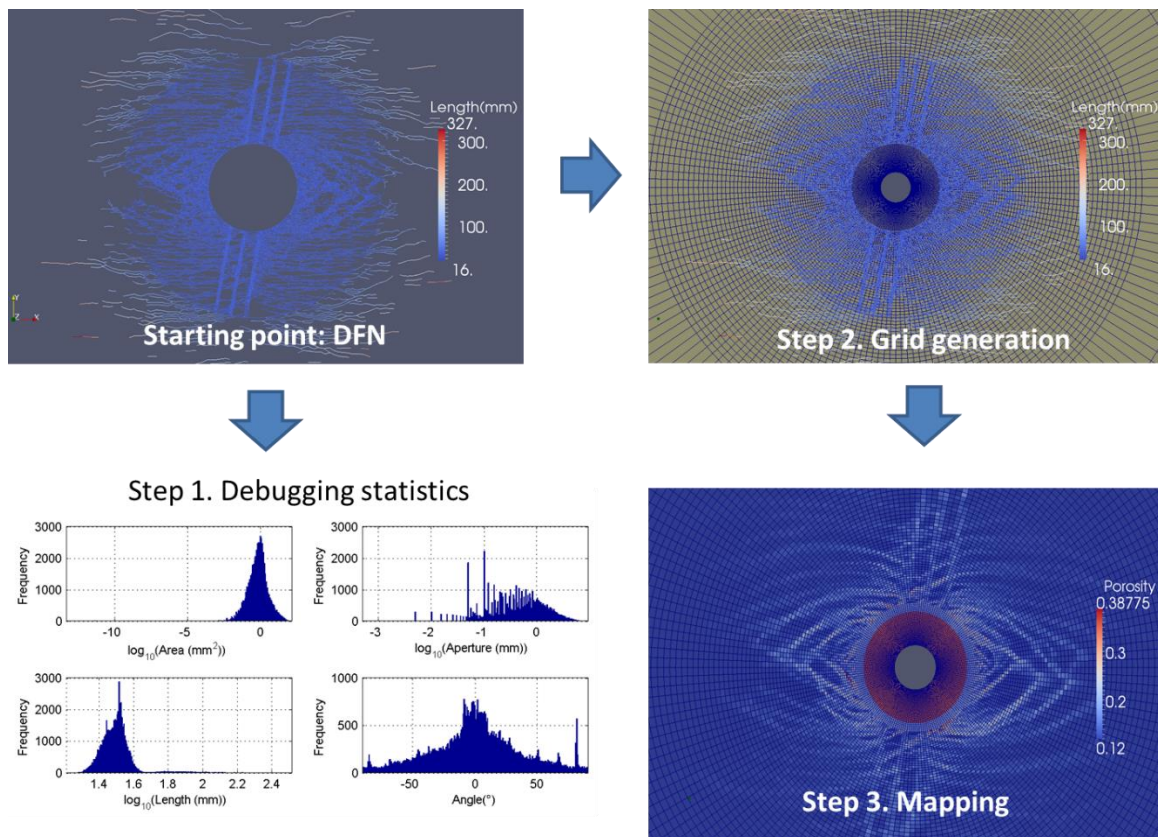 Length(mm)
327.
300.
200.
100.
16.
Y
Z
X
Starting point: DFN
Length(mm)
327.
300.
200.
100.
16.
Step 2. Grid generation
Step 1. Debugging statistics
3000
2000
1000
0
Frequency
-10
-5
0
log10(Area (mm²))
3000
2000
1000
0
Frequency
-3
-2
-1
0
log10(Aperture (mm))
3000
2000
1000
0
Frequency
1.4
1.6
1.8
2
2.2
2.4
log10(Length (mm))
1000
500
0
Frequency
-50
0
50
Angle(°)
Porosity
0.38775
0.3
0.2
0.12
Step 3. Mapping